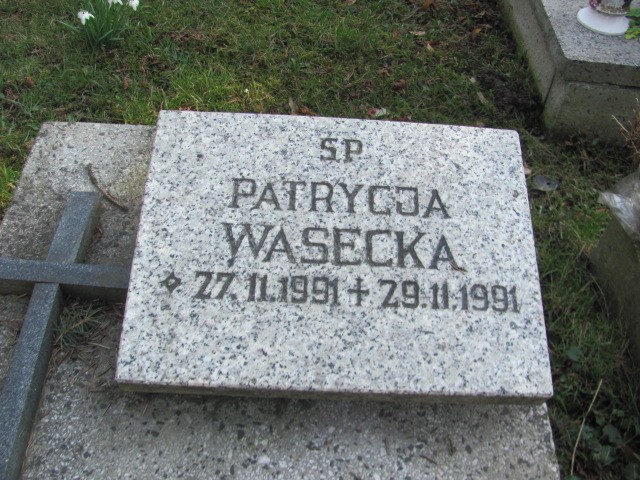 S.P.
PATRYCJA
WASECKA
* 27.11.1991 + 29.11.1991